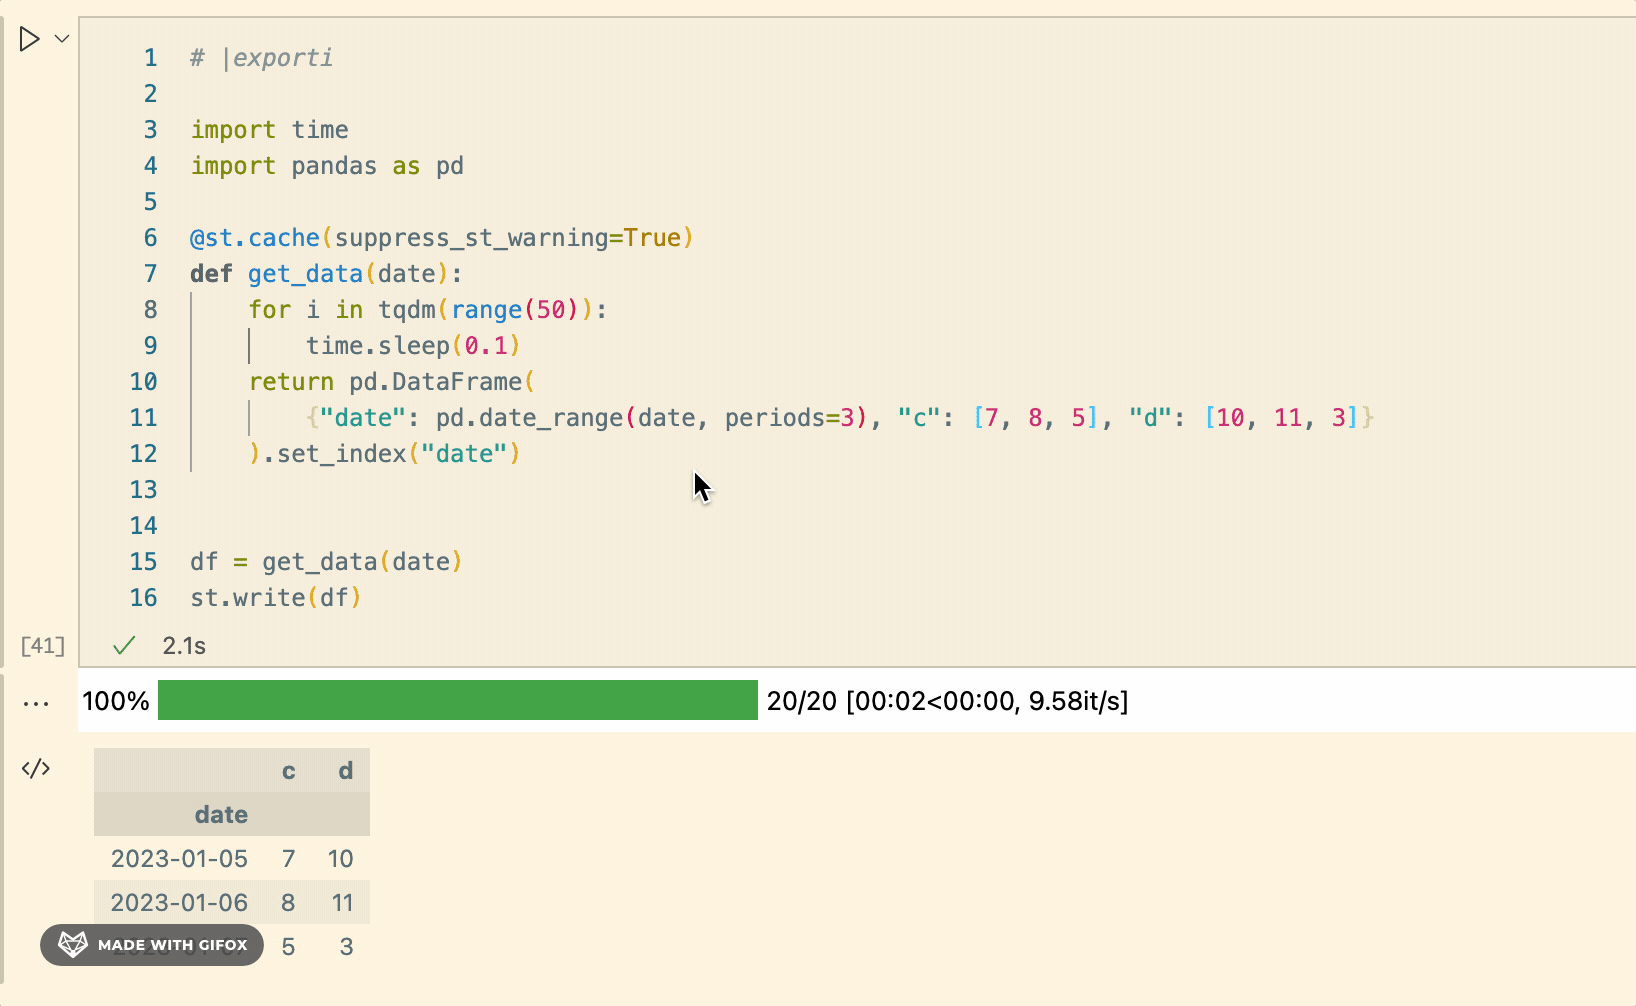 1 # |exporti
2
3 import time
4 import pandas as pd
5
6 @st.cache(suppress_st_warning=True)
7 def get_data(date):
8 for i in tqdm(range(50)):
9 time.sleep(0.1)
10 return pd.DataFrame(
11 {"date": pd.date_range(date, periods=3), "c": [7, 8, 5], "d": [10, 11, 3]}
12 ).set_index("date")
13
14
15 df = get_data(date)
16 st.write(df)
[41] ✓ 2.1s
100% 20/20 [00:02<00:00, 9.58it/s]
c d
date
2023-01-05 7 10
2023-01-06 8 11
5 3
MADE WITH GIFOX